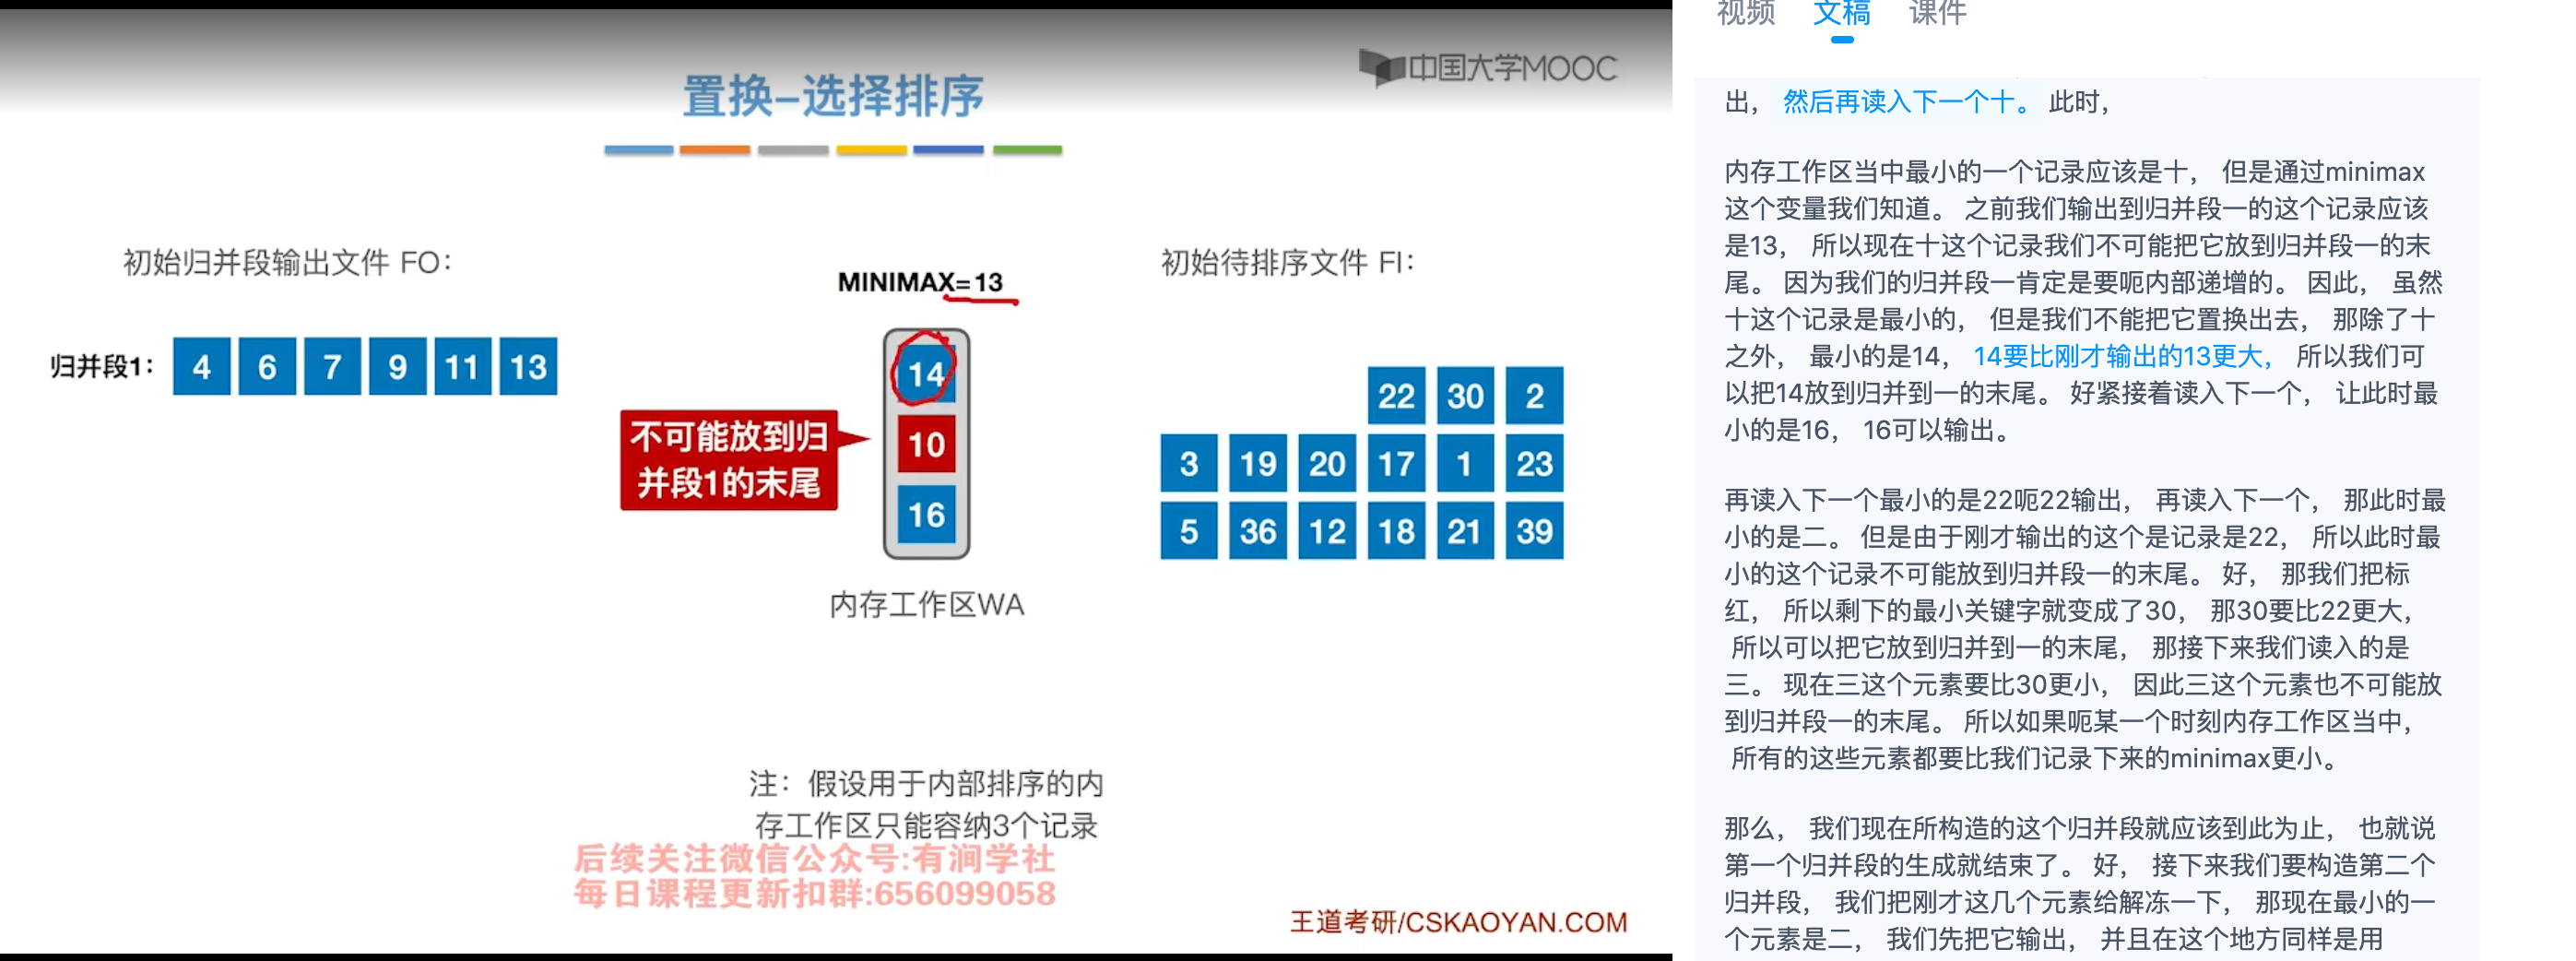 中国大学MOOC
置换–选择排序
初始归并段输出文件 FO：
MINIMAX=13
初始待排序文件 FI：
归并段1：
4 6 7 9 11 13
14
10
16
不可能放到归
并段1的末尾
22 30 2
3 19 20 17 1 23
5 36 12 18 21 39
内存工作区WA
注：假设用于内部排序的内
存工作区只能容纳3个记录
后续关注微信公众号:有涧学社
每日课程更新扣群:656099058
王道考研/CSKAOYAN.COM
视频 文稿 课件
出， 然后再读入下一个十。 此时，
内存工作区当中最小的一个记录应该是十， 但是通过minimax
这个变量我们知道。 之前我们输出到归并段一的这个记录应该
是13， 所以现在十这个记录我们不可能把它放到归并段一的末
尾。 因为我们的归并段一肯定是要呃内部递增的。 因此， 虽然
十这个记录是最小的， 但是我们不能把它置换出去， 那除了十
之外， 最小的是14， 14要比刚才输出的13更大， 所以我们可
以把14放到归并到一的末尾。 好紧接着读入下一个， 让此时最
小的是16， 16可以输出。
再读入下一个最小的是22呃22输出， 再读入下一个， 那此时最
小的是二。 但是由于刚才输出的这个是记录是22， 所以此时最
小的这个记录不可能放到归并段一的末尾。 好， 那我们把标
红， 所以剩下的最小关键字就变成了30， 那30要比22更大，
所以可以把它放到归并到一的末尾， 那接下来我们读入的是
三。 现在三这个元素要比30更小， 因此三这个元素也不可能放
到归并段一的末尾。 所以如果呃某一个时刻内存工作区当中，
所有的这些元素都要比我们记录下来的minimax更小。
那么， 我们现在所构造的这个归并段就应该到此为止， 也就说
第一个归并段的生成就结束了。 好， 接下来我们要构造第二个
归并段， 我们把刚才这几个元素给解冻一下， 那现在最小的一
个元素是二， 我们先把它输出， 并且在这个地方同样是用